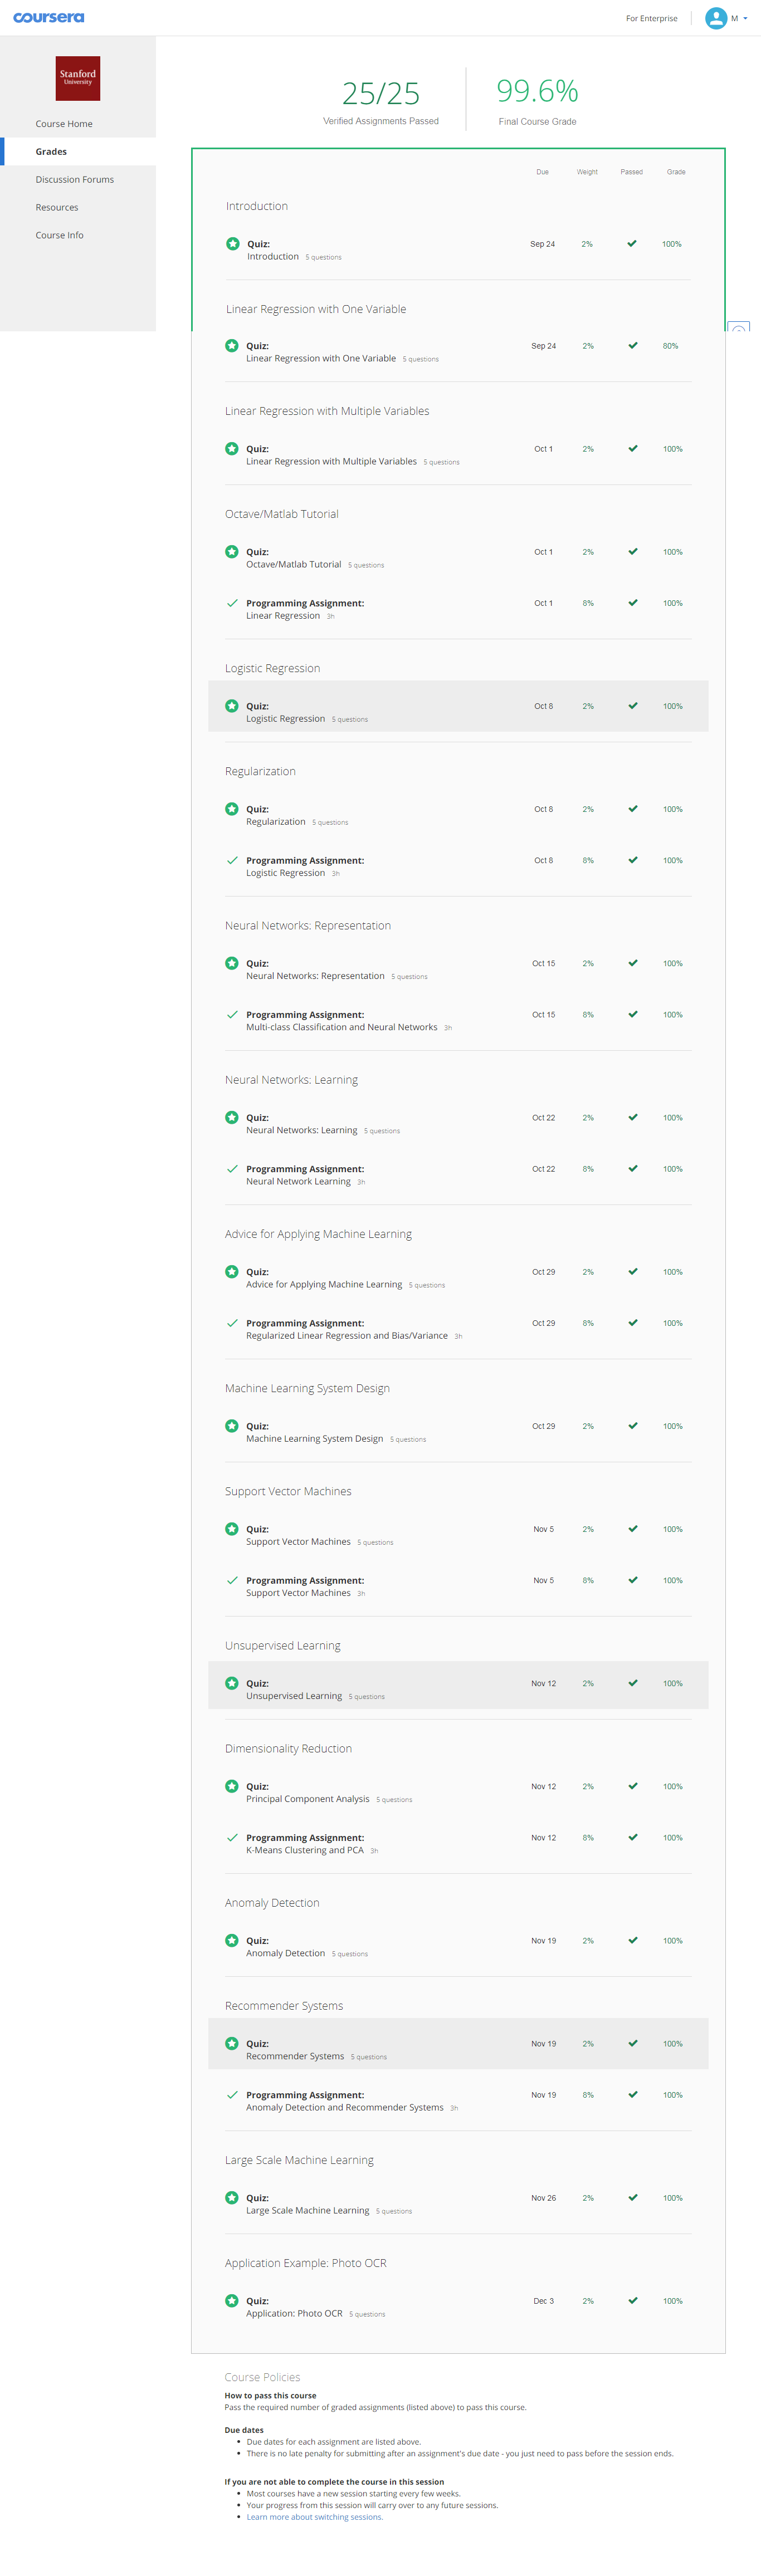 coursera
For Enterprise
M
Stanford
University
Course Home
Grades
Discussion Forums
Resources
Course Info
25/25
Verified Assignments Passed
99.6%
Final Course Grade
Due Weight Passed Grade
Introduction
Quiz: Sep 24 2% 100%
Introduction 5 questions
Linear Regression with One Variable
Quiz: Sep 24 2% 80%
Linear Regression with One Variable 5 questions
Linear Regression with Multiple Variables
Quiz: Oct 1 2% 100%
Linear Regression with Multiple Variables 5 questions
Octave/Matlab Tutorial
Quiz: Oct 1 2% 100%
Octave/Matlab Tutorial 5 questions
Programming Assignment: Oct 1 8% 100%
Linear Regression 3h
Logistic Regression
Quiz: Oct 8 2% 100%
Logistic Regression 5 questions
Regularization
Quiz: Oct 8 2% 100%
Regularization 5 questions
Programming Assignment: Oct 8 8% 100%
Logistic Regression 3h
Neural Networks: Representation
Quiz: Oct 15 2% 100%
Neural Networks: Representation 5 questions
Programming Assignment: Oct 15 8% 100%
Multi-class Classification and Neural Networks 3h
Neural Networks: Learning
Quiz: Oct 22 2% 100%
Neural Networks: Learning 5 questions
Programming Assignment: Oct 22 8% 100%
Neural Network Learning 3h
Advice for Applying Machine Learning
Quiz: Oct 29 2% 100%
Advice for Applying Machine Learning 5 questions
Programming Assignment: Oct 29 8% 100%
Regularized Linear Regression and Bias/Variance 3h
Machine Learning System Design
Quiz: Oct 29 2% 100%
Machine Learning System Design 5 questions
Support Vector Machines
Quiz: Nov 5 2% 100%
Support Vector Machines 5 questions
Programming Assignment: Nov 5 8% 100%
Support Vector Machines 3h
Unsupervised Learning
Quiz: Nov 12 2% 100%
Unsupervised Learning 5 questions
Dimensionality Reduction
Quiz: Nov 12 2% 100%
Principal Component Analysis 5 questions
Programming Assignment: Nov 12 8% 100%
K-Means Clustering and PCA 3h
Anomaly Detection
Quiz: Nov 19 2% 100%
Anomaly Detection 5 questions
Recommender Systems
Quiz: Nov 19 2% 100%
Recommender Systems 5 questions
Programming Assignment: Nov 19 8% 100%
Anomaly Detection and Recommender Systems 3h
Large Scale Machine Learning
Quiz: Nov 26 2% 100%
Large Scale Machine Learning 5 questions
Application Example: Photo OCR
Quiz: Dec 3 2% 100%
Application: Photo OCR 5 questions
Course Policies
How to pass this course
Pass the required number of graded assignments (listed above) to pass this course.
Due dates
• Due dates for each assignment are listed above.
• There is no late penalty for submitting after an assignment's due date - you just need to pass before the session ends.
If you are not able to complete the course in this session
• Most courses have a new session starting every few weeks.
• Your progress from this session will carry over to any future sessions.
• Learn more about switching sessions.